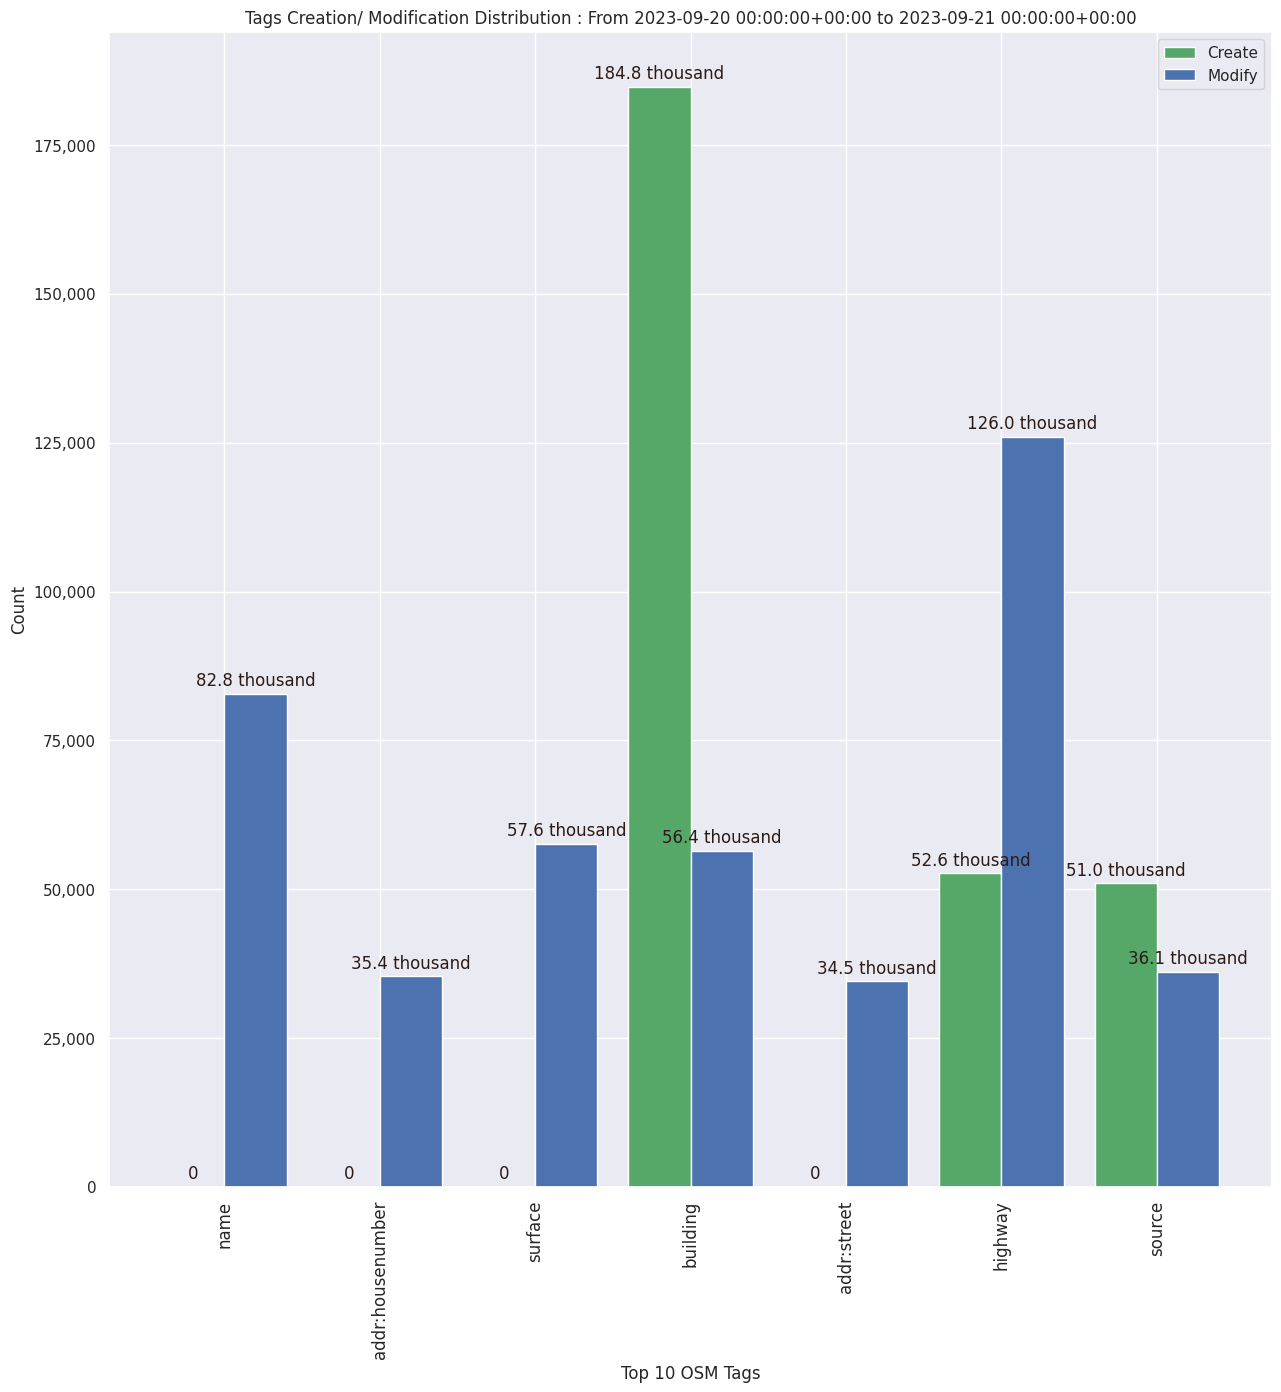 Tags Creation/ Modification Distribution : From 2023-09-20 00:00:00+00:00 to 2023-09-21 00:00:00+00:00
Create
Modify
184.8 thousand
175,000
150,000
126.0 thousand
125,000
100,000
Count
82.8 thousand
75,000
57.6 thousand
56.4 thousand
52.6 thousand
51.0 thousand
50,000
35.4 thousand
34.5 thousand
36.1 thousand
25,000
0
0
0
0
0
name
addr:housenumber
surface
building
addr:street
highway
source
Top 10 OSM Tags